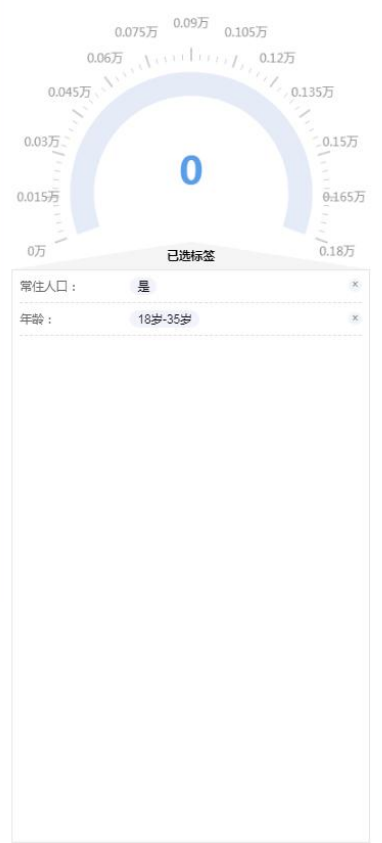 0万
0.015万
0.03万
0.045万
0.06万
0.075万
0.09万
0.105万
0.12万
0.135万
0.15万
0.165万
0.18万
0
已选标签
常住人口： 是 ×
年龄： 18岁-35岁 ×